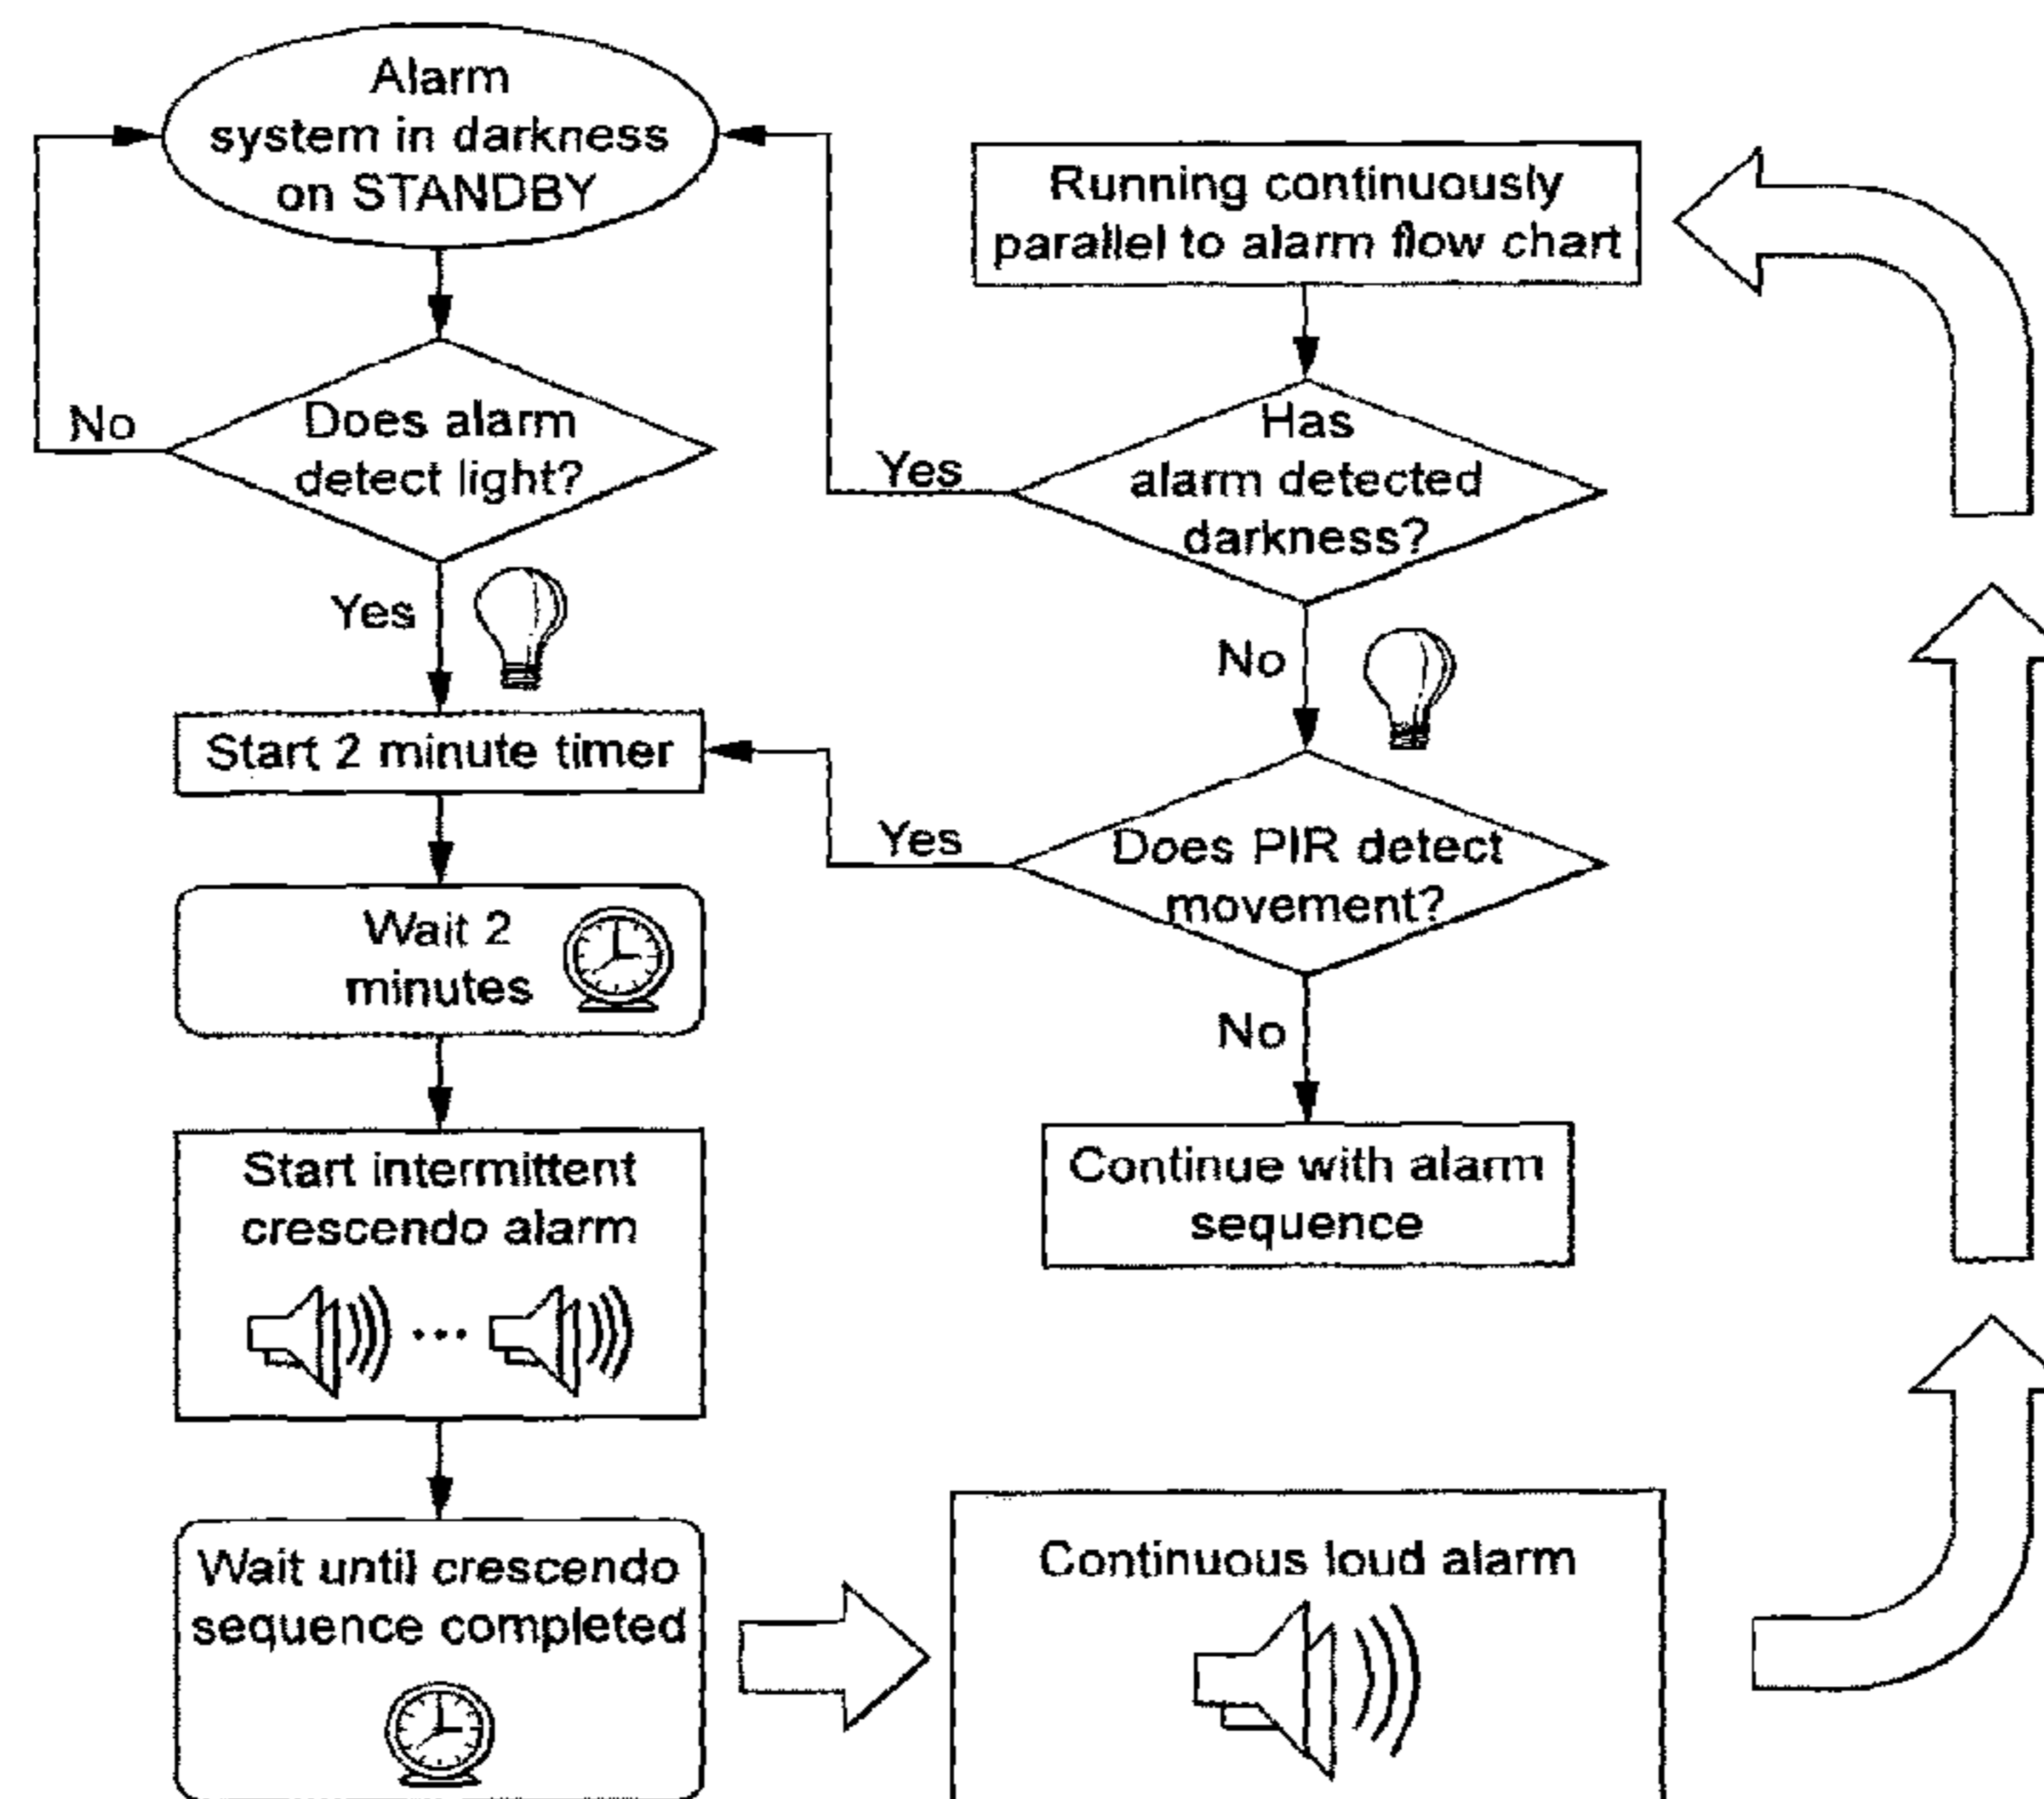 Alarm
system in darkness
on STANDBY
Does alarm
detect light?
No
Yes
Start 2 minute timer
Wait 2
minutes
Start intermittent
crescendo alarm
Wait until crescendo
sequence completed
Running continuously
parallel to alarm flow chart
Has
alarm detected
darkness?
Yes
No
Does PIR detect
movement?
Yes
No
Continue with alarm
sequence
Continuous loud alarm